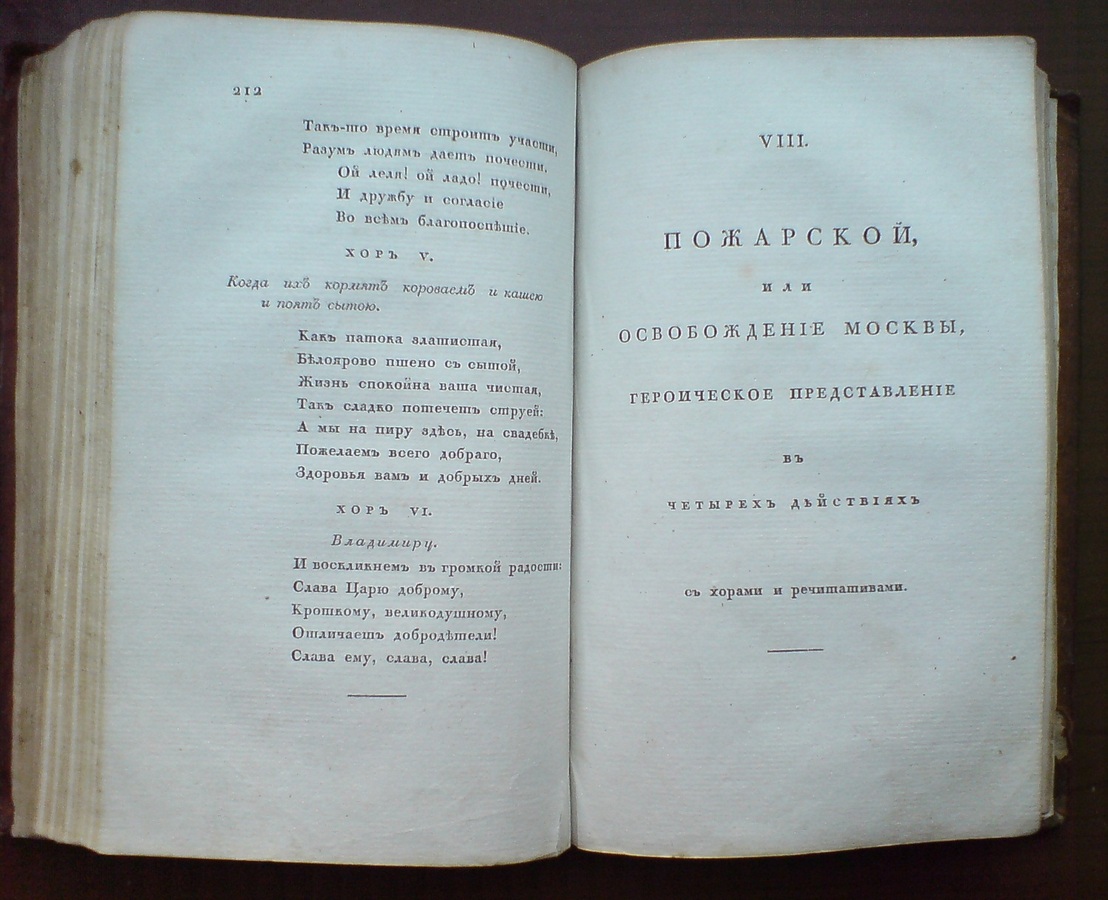 212
Такъ-то время строитъ участи,
Разумъ людямъ даетъ почести.
Ой леля! ой ладо! почести,
И дружбу и согласіе
Во всѣмъ благопоспѣшіе.
ХОРЪ V.
Когда ихъ кормятъ короваемъ и кашею
и поятъ сытою.
Какъ патока златистая,
Бѣлоярово пшено съ сытой,
Жизнь спокойна ваша чистая,
Такъ сладко потечетъ струей:
А мы на пиру здѣсь, на свадебкѣ,
Пожелаемъ всего добраго,
Здоровья вамъ и добрыхъ дней.
ХОРЪ VI.
Владимиру.
И воскликнемъ въ громкой радости:
Слава Царю доброму,
Кроткому, великодушному,
Отличаетъ добродѣтели!
Слава ему, слава, слава!
VIII.
ПОЖАРСКОЙ,
ИЛИ
ОСВОБОЖДЕНІЕ МОСКВЫ,
ГЕРОИЧЕСКОЕ ПРЕДСТАВЛЕНІЕ
ВЪ
ЧЕТЫРЕХЪ ДѢЙСТВІЯХЪ
съ хорами и речитативами.